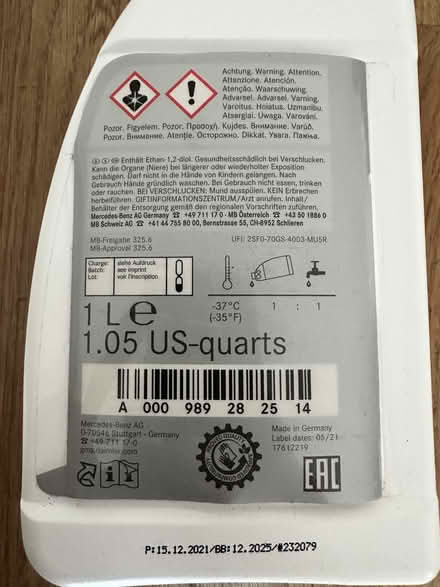 Achtung. Warning. Attention.
Attenzione. Atención.
Atenção. Waarschuwing.
Advarsel. Advarsel. Varning.
Varoitus. Hoiatus. Uzmanību.
Atsargiai. Uwaga. Varování.
Pozor. Figyelem. Pozor. Προσοχή. Kujdes. Внимание. Upozorenje.
Pozor. Внимание. Atenţie. Осторожно. Dikkat. Увага. Пажња.
Enthält Ethan-1,2-diol. Gesundheitsschädlich bei Verschlucken.
Kann die Organe (Niere) bei längerer oder wiederholter Exposition
schädigen. Darf nicht in die Hände von Kindern gelangen. Nach
Gebrauch Hände gründlich waschen. Bei Gebrauch nicht essen, trinken
oder rauchen. BEI VERSCHLUCKEN: Mund ausspülen. KEIN Erbrechen
herbeiführen. GIFTINFORMATIONSZENTRUM/Arzt anrufen. Inhalt/
Behälter der Entsorgung gemäß den regionalen Vorschriften zuführen.
Mercedes-Benz AG Germany ☎ +49 711 17 0 · MB Österreich ☎ +43 50 1886 0
MB Schweiz AG ☎ +41 44 755 80 00, Bernstrasse 55, CH-8952 Schlieren
MB-Freigabe 325.6
MB-Approval 325.6
UFI: 2SF0-70GS-4003-MU5R
Charge: siehe Aufdruck
Batch: see imprint
Lot: voir l'inscription
-37°C
(-35°F)
1 : 1
1 L ℮
1.05 US-quarts
A 000 989 28 25 14
Mercedes-Benz AG
D-70546 Stuttgart - Germany
☎ +49-711 17-0
gmq.daimler.com
Made in Germany
Label dates: 05/21
17612219
EAC
P:15.12.2021/BB:12.2025/#232079